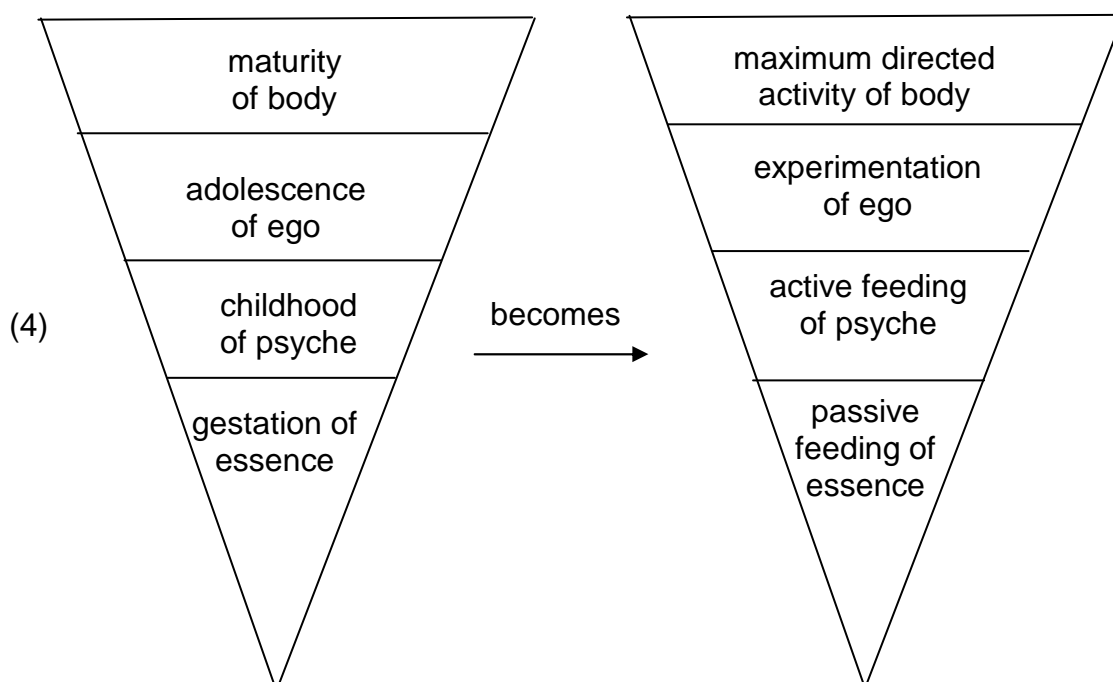 maturity
of body
adolescence
of ego
childhood
of psyche
gestation of
essence
(4)
becomes
maximum directed
activity of body
experimentation
of ego
active feeding
of psyche
passive
feeding of
essence